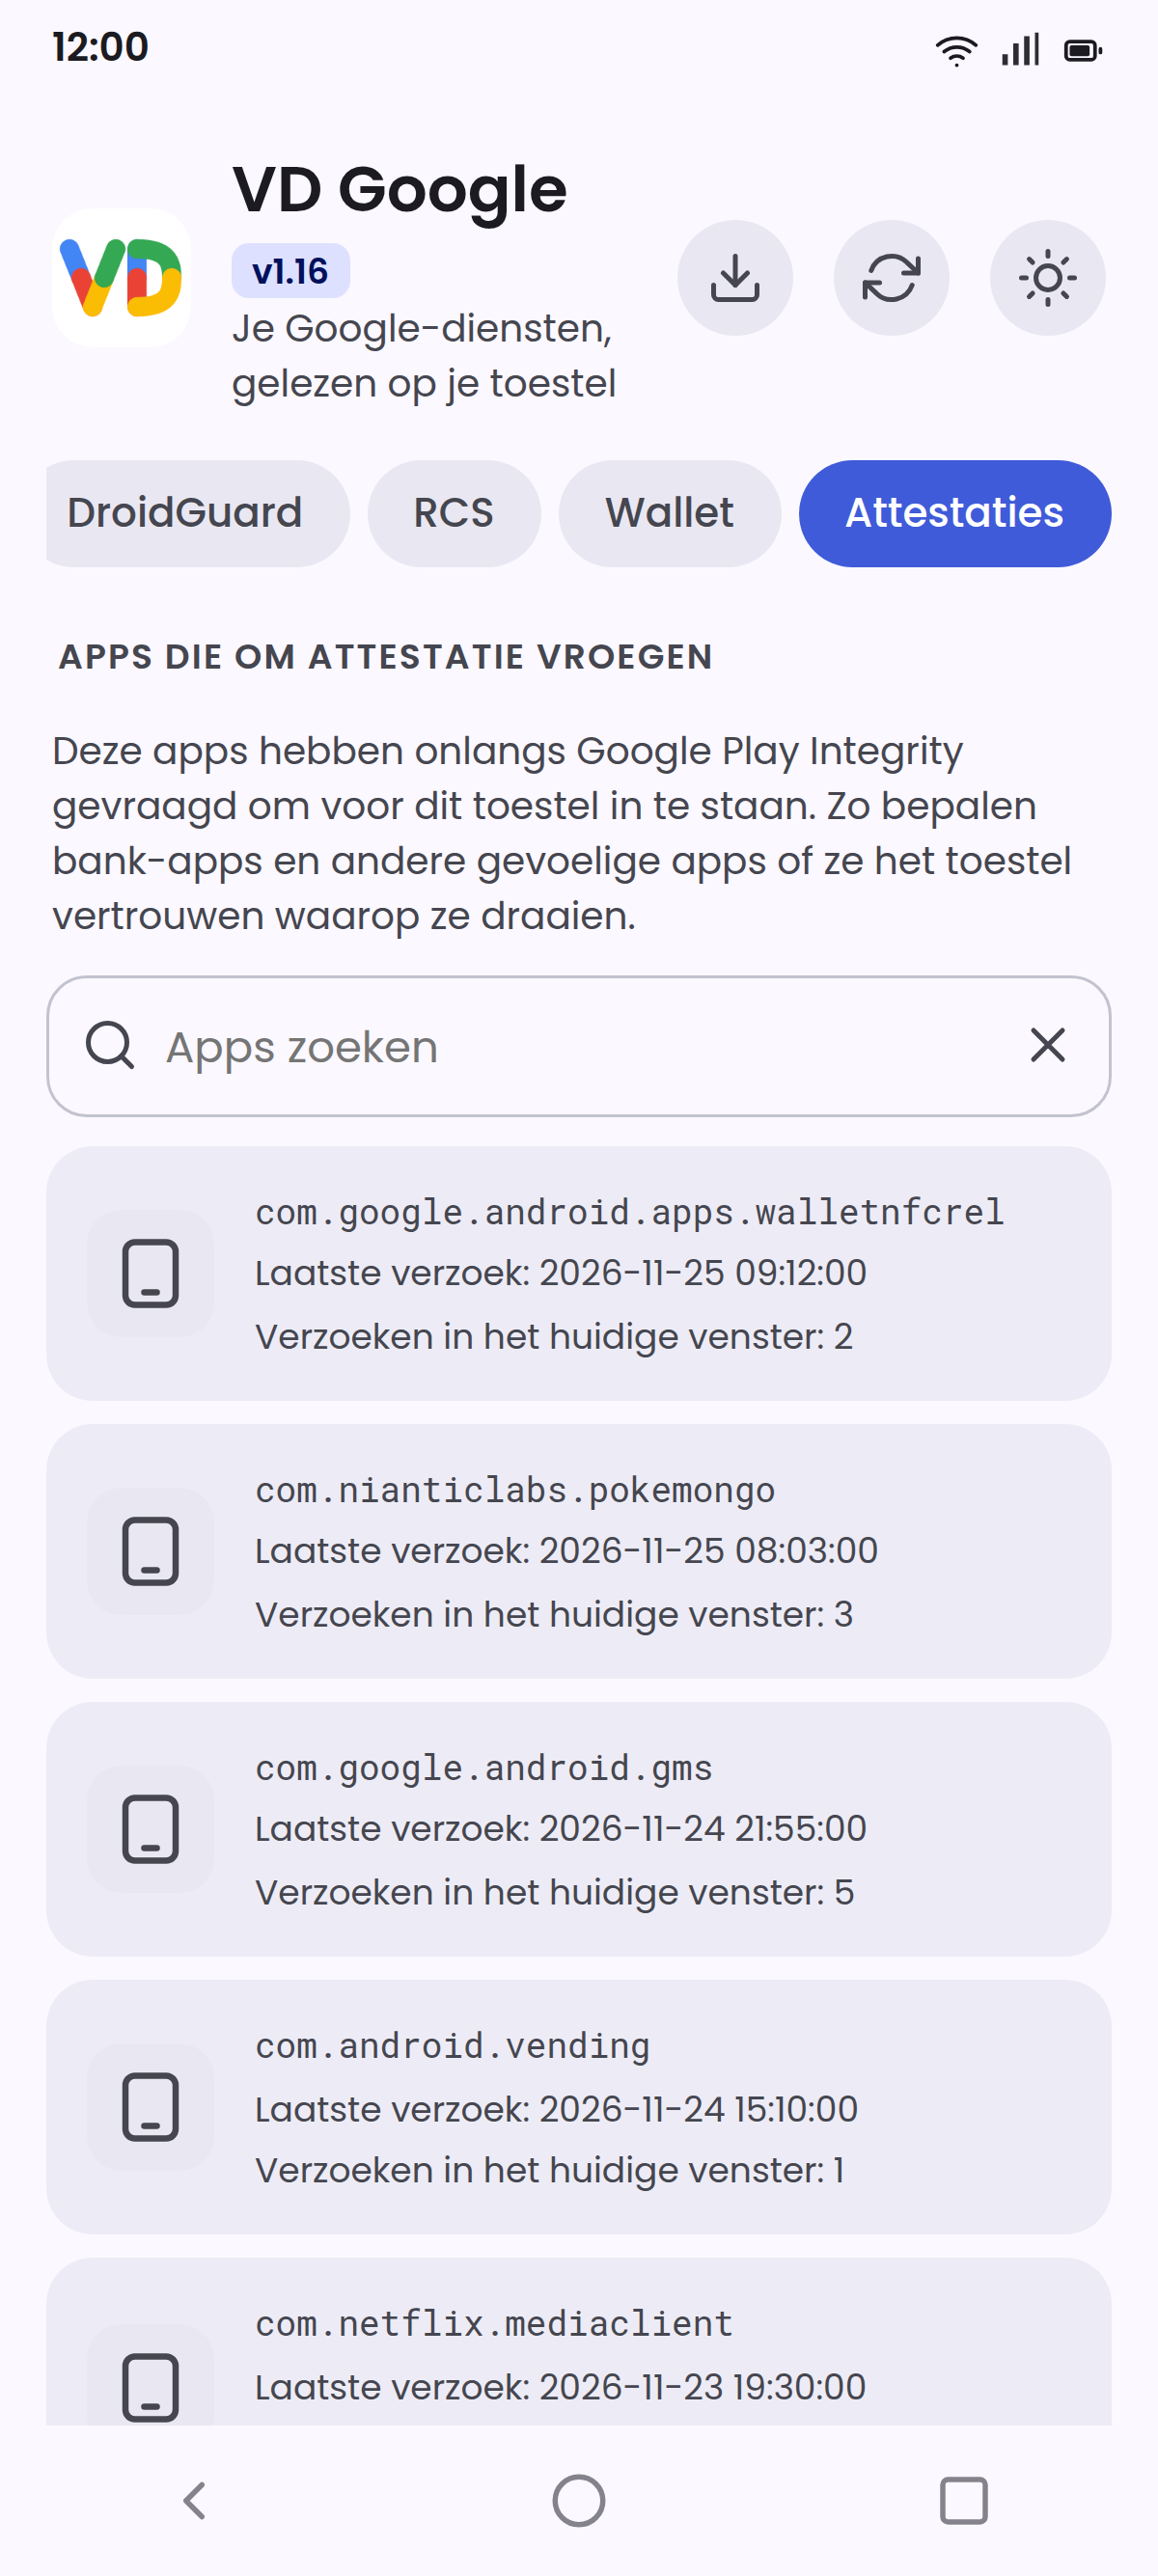 12:00
VD
VD Google
v1.16
Je Google-diensten,
gelezen op je toestel
DroidGuard
RCS
Wallet
Attestaties
APPS DIE OM ATTESTATIE VROEGEN
Deze apps hebben onlangs Google Play Integrity
gevraagd om voor dit toestel in te staan. Zo bepalen
bank-apps en andere gevoelige apps of ze het toestel
vertrouwen waarop ze draaien.
Apps zoeken
com.google.android.apps.walletnfcrel
Laatste verzoek: 2026-11-25 09:12:00
Verzoeken in het huidige venster: 2
com.nianticlabs.pokemongo
Laatste verzoek: 2026-11-25 08:03:00
Verzoeken in het huidige venster: 3
com.google.android.gms
Laatste verzoek: 2026-11-24 21:55:00
Verzoeken in het huidige venster: 5
com.android.vending
Laatste verzoek: 2026-11-24 15:10:00
Verzoeken in het huidige venster: 1
com.netflix.mediaclient
Laatste verzoek: 2026-11-23 19:30:00